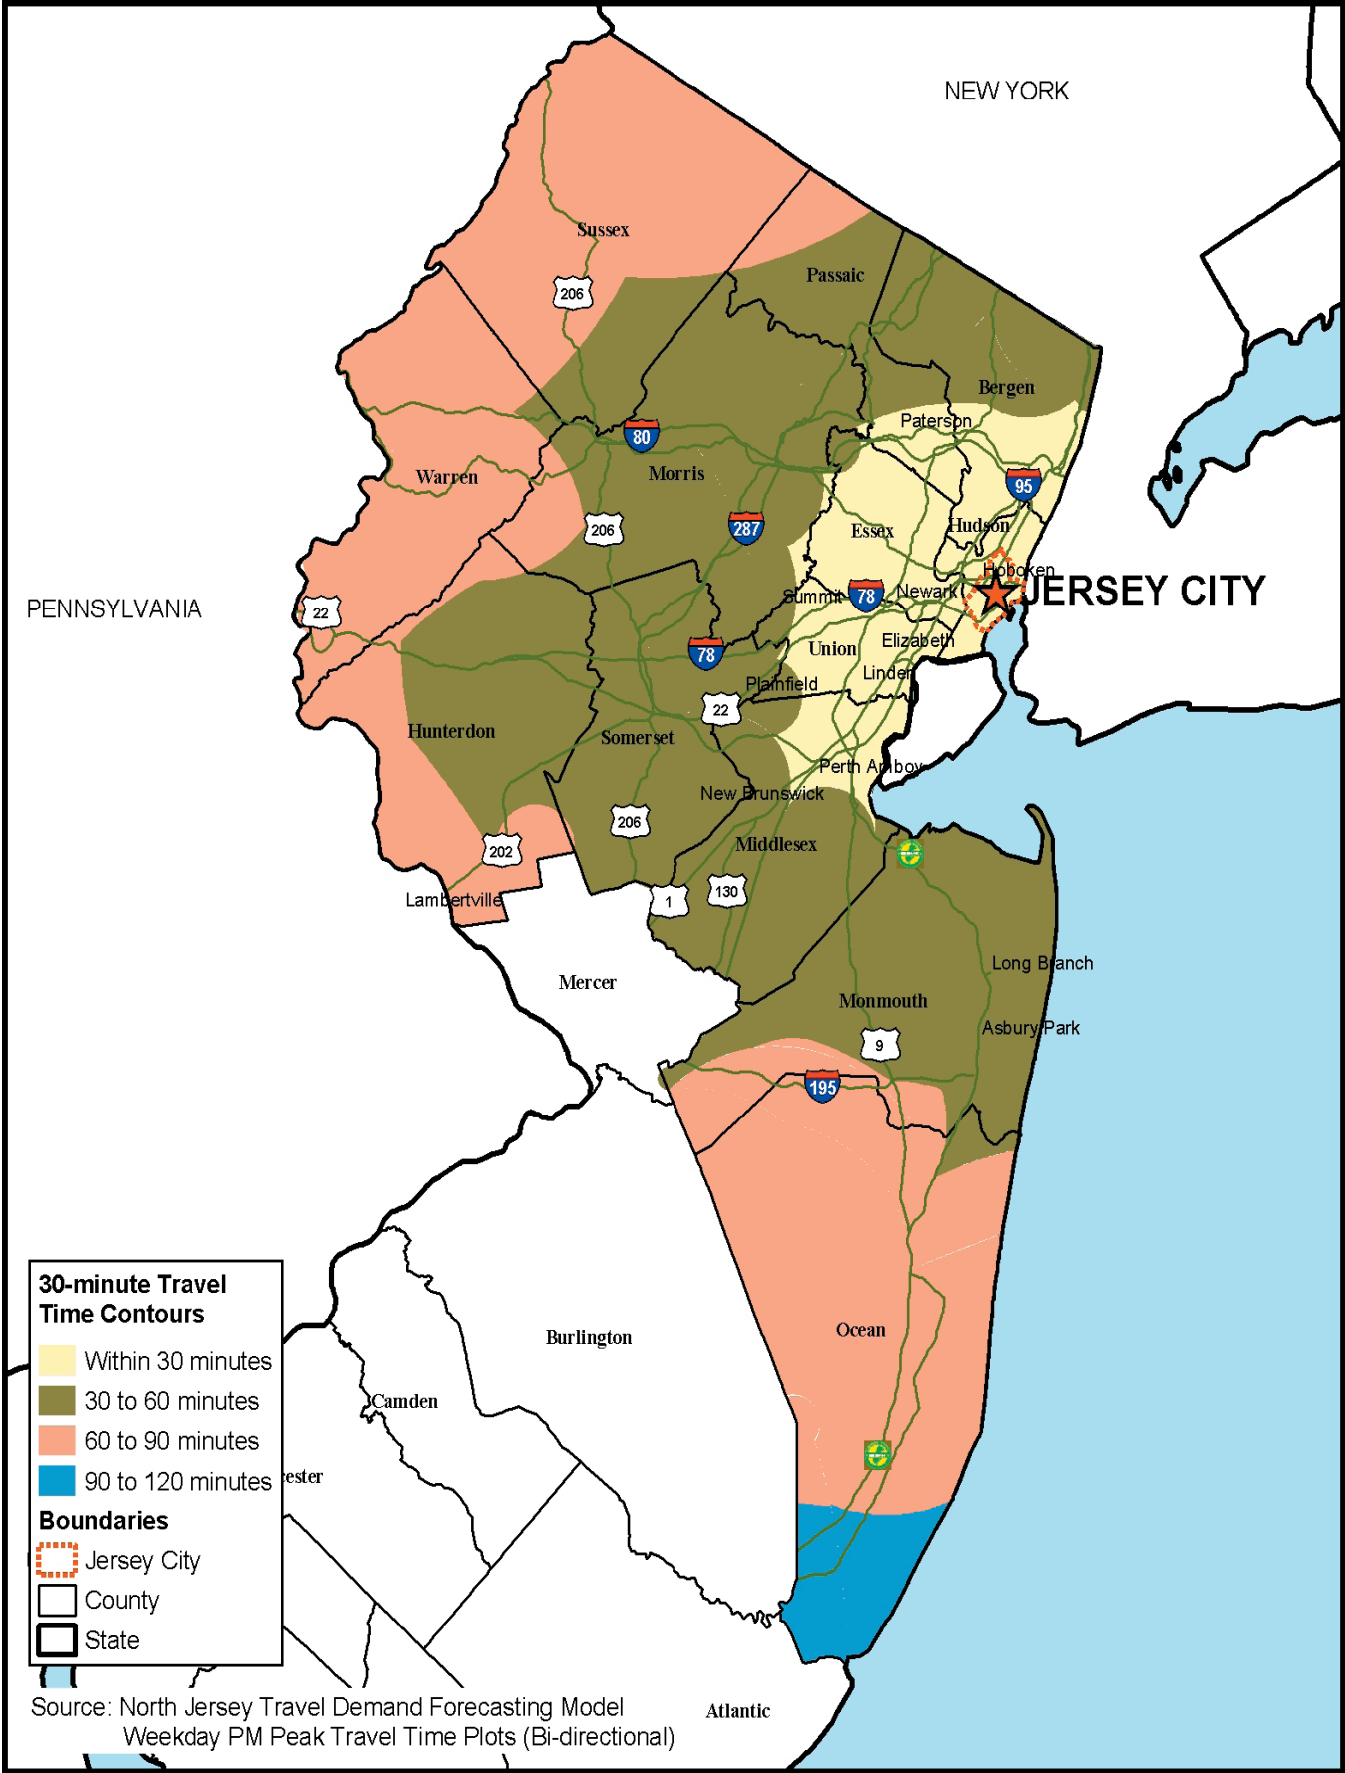 NEW YORK
Sussex
Passaic
206
Bergen
Paterson
80
Warren
Morris
95
206
287
Essex
Hudson
Hoboken
PENNSYLVANIA
22
Summit
78
Newark
JERSEY CITY
78
Union
Elizabeth
Linden
Plainfield
22
Hunterdon
Somerset
Perth Amboy
New Brunswick
206
Middlesex
202
130
1
Lambertville
Long Branch
Mercer
Monmouth
Asbury Park
9
195
Ocean
Burlington
Camden
30-minute Travel
Time Contours
Within 30 minutes
30 to 60 minutes
60 to 90 minutes
90 to 120 minutes
cester
Boundaries
Jersey City
County
State
Source: North Jersey Travel Demand Forecasting Model
Weekday PM Peak Travel Time Plots (Bi-directional)
Atlantic